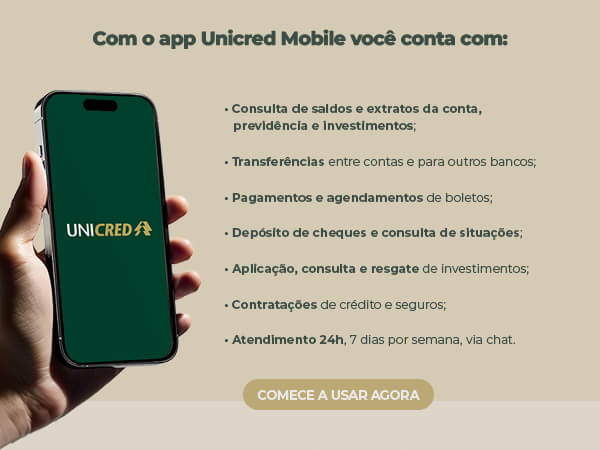 Com o app Unicred Mobile você conta com:
• Consulta de saldos e extratos da conta,
previdência e investimentos;
• Transferências entre contas e para outros bancos;
• Pagamentos e agendamentos de boletos;
UNICRED
• Depósito de cheques e consulta de situações;
• Aplicação, consulta e resgate de investimentos;
• Contratações de crédito e seguros;
• Atendimento 24h, 7 dias por semana, via chat.
COMECE A USAR AGORA